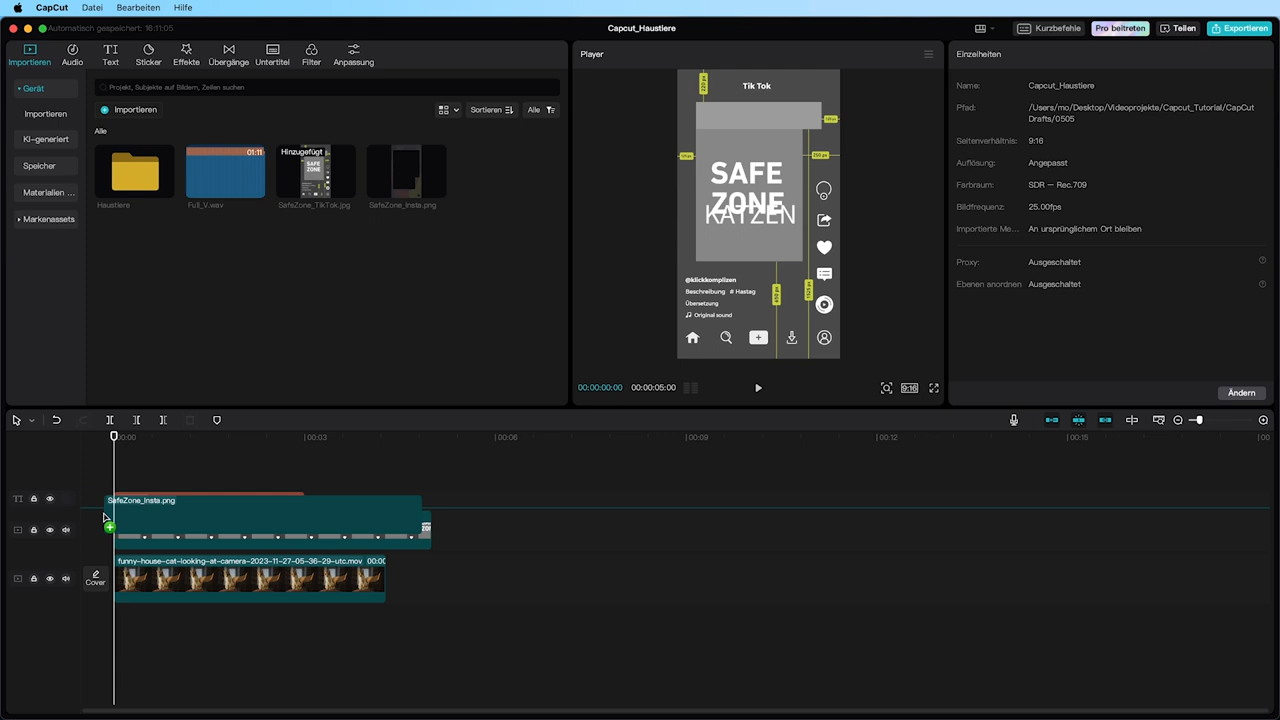 CapCut Datei Bearbeiten Hilfe
Automatisch gespeichert: 16:11:05
Capcut_Haustiere
Kurzbefehle
Pro beitreten
Teilen
Exportieren
Importieren
Audio
Text
Sticker
Effekte
Übergänge
Untertitel
Filter
Anpassung
Gerät
Importieren
KI-generiert
Speicher
Materialien ...
Markenassets
Projekt, Subjekte auf Bildern, Zeilen suchen
Importieren
Sortieren
Alle
Alle
Haustiere
01:11
Full_V.wav
Hinzugefügt
SafeZone_TikTok.jpg
SafeZone_Insta.png
Player
Tik Tok
220 px
SAFE
ZONE
KATZEN
@klickkomplizen
Beschreibung # Hastag
Übersetzung
Original sound
00:00:00:00
00:00:05:00
9:16
Einzelheiten
Name: Capcut_Haustiere
Pfad: /Users/mo/Desktop/Videoprojekte/Capcut_Tutorial/CapCut
Drafts/0505
Seitenverhältnis: 9:16
Auflösung: Angepasst
Farbraum: SDR – Rec.709
Bildfrequenz: 25.00fps
Importierte Me... An ursprünglichem Ort bleiben
Proxy: Ausgeschaltet
Ebenen anordnen Ausgeschaltet
Ändern
00:00
00:03
00:06
00:09
00:12
00:15
00
SafeZone_Insta.png
Cover
funny-house-cat-looking-at-camera-2023-11-27-05-36-29-utc.mov 00:00